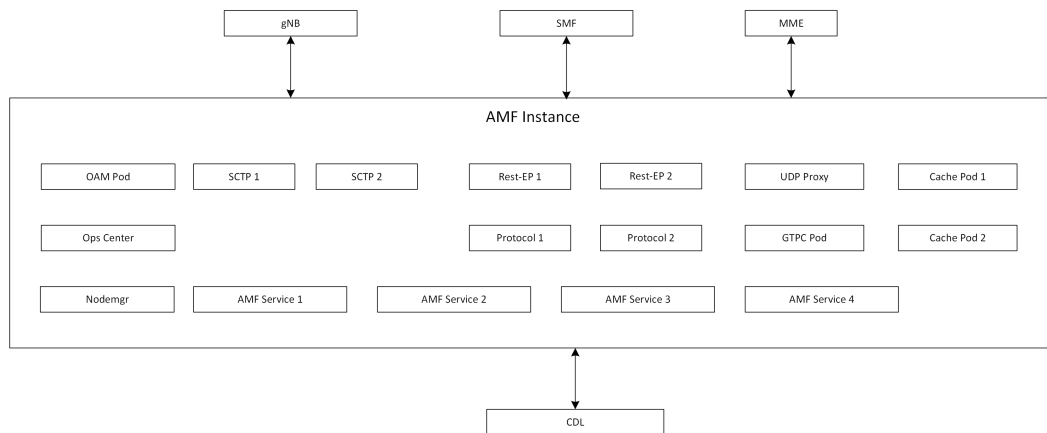 gNB
SMF
MME
AMF Instance
OAM Pod
SCTP 1
SCTP 2
Rest-EP 1
Rest-EP 2
UDP Proxy
Cache Pod 1
Ops Center
Protocol 1
Protocol 2
GTPC Pod
Cache Pod 2
Nodemgr
AMF Service 1
AMF Service 2
AMF Service 3
AMF Service 4
CDL